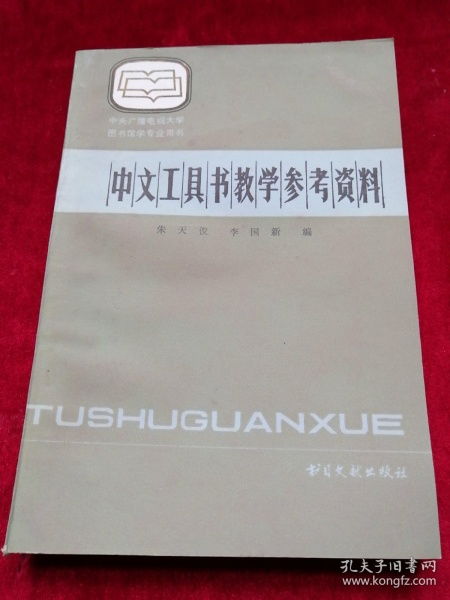 中央广播电视大学
图书馆学专业用书
中文工具书教学参考资料
朱天俊 李国新 编
TUSHUGUANXUE
书目文献出版社
孔夫子旧书网
www.kongfz.com